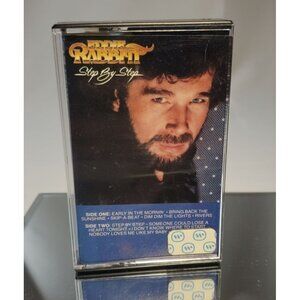 EDDIE
RABBITT
Step By Step
SIDE ONE: EARLY IN THE MORNIN' • BRING BACK THE
SUNSHINE • SKIP-A-BEAT • DIM DIM THE LIGHTS • RIVERS
SIDE TWO: STEP BY STEP • SOMEONE COULD LOSE A
HEART TONIGHT • I DON'T KNOW WHERE TO START
NOBODY LOVES ME LIKE MY BABY